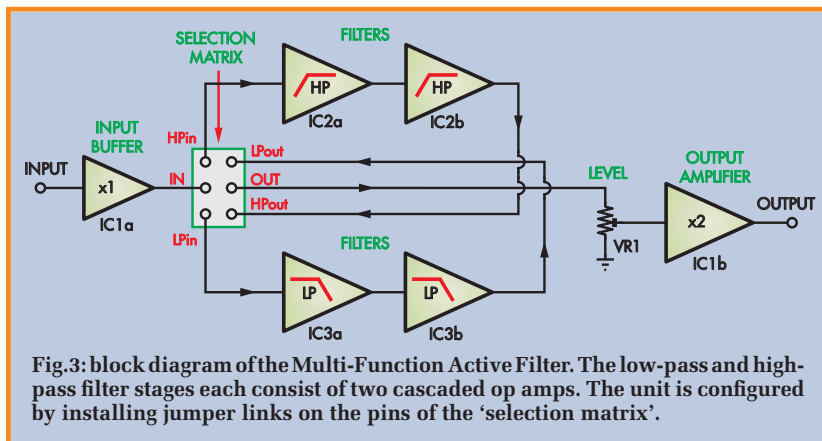 SELECTION
MATRIX
FILTERS
HP
HP
IC2a
IC2b
INPUT
BUFFER
HPin
LPout
INPUT
x1
IN
OUT
LEVEL
OUTPUT
AMPLIFIER
IC1a
HPout
LPin
x2
OUTPUT
VR1
IC1b
FILTERS
LP
LP
IC3a
IC3b
Fig.3: block diagram of the Multi-Function Active Filter. The low-pass and high-
pass filter stages each consist of two cascaded op amps. The unit is configured
by installing jumper links on the pins of the ‘selection matrix’.